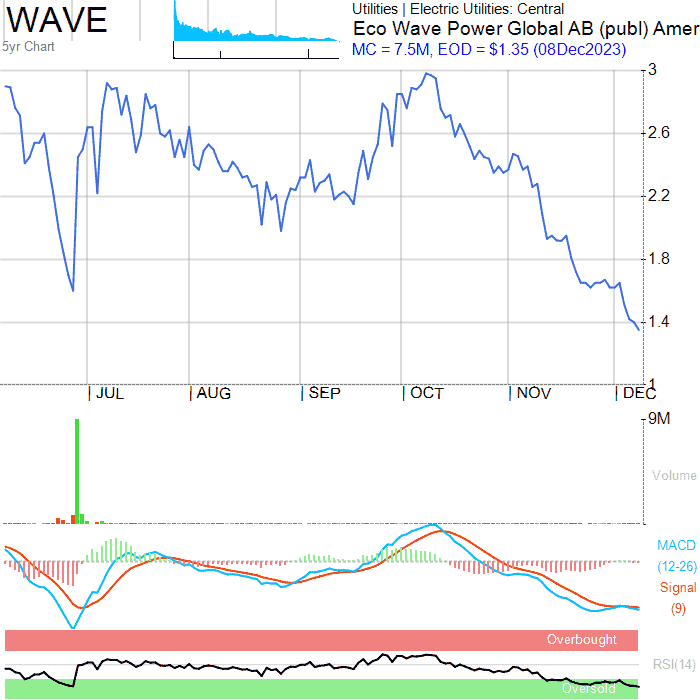 WAVE
5yr Chart
Utilities | Electric Utilities: Central
Eco Wave Power Global AB (publ) Amer
MC = 7.5M, EOD = $1.35 (08Dec2023)
3
2.6
2.2
1.8
1.4
1
JUL AUG SEP OCT NOV DEC
9M
Volume
MACD
(12-26)
Signal
(9)
Overbought
RSI(14)
Oversold